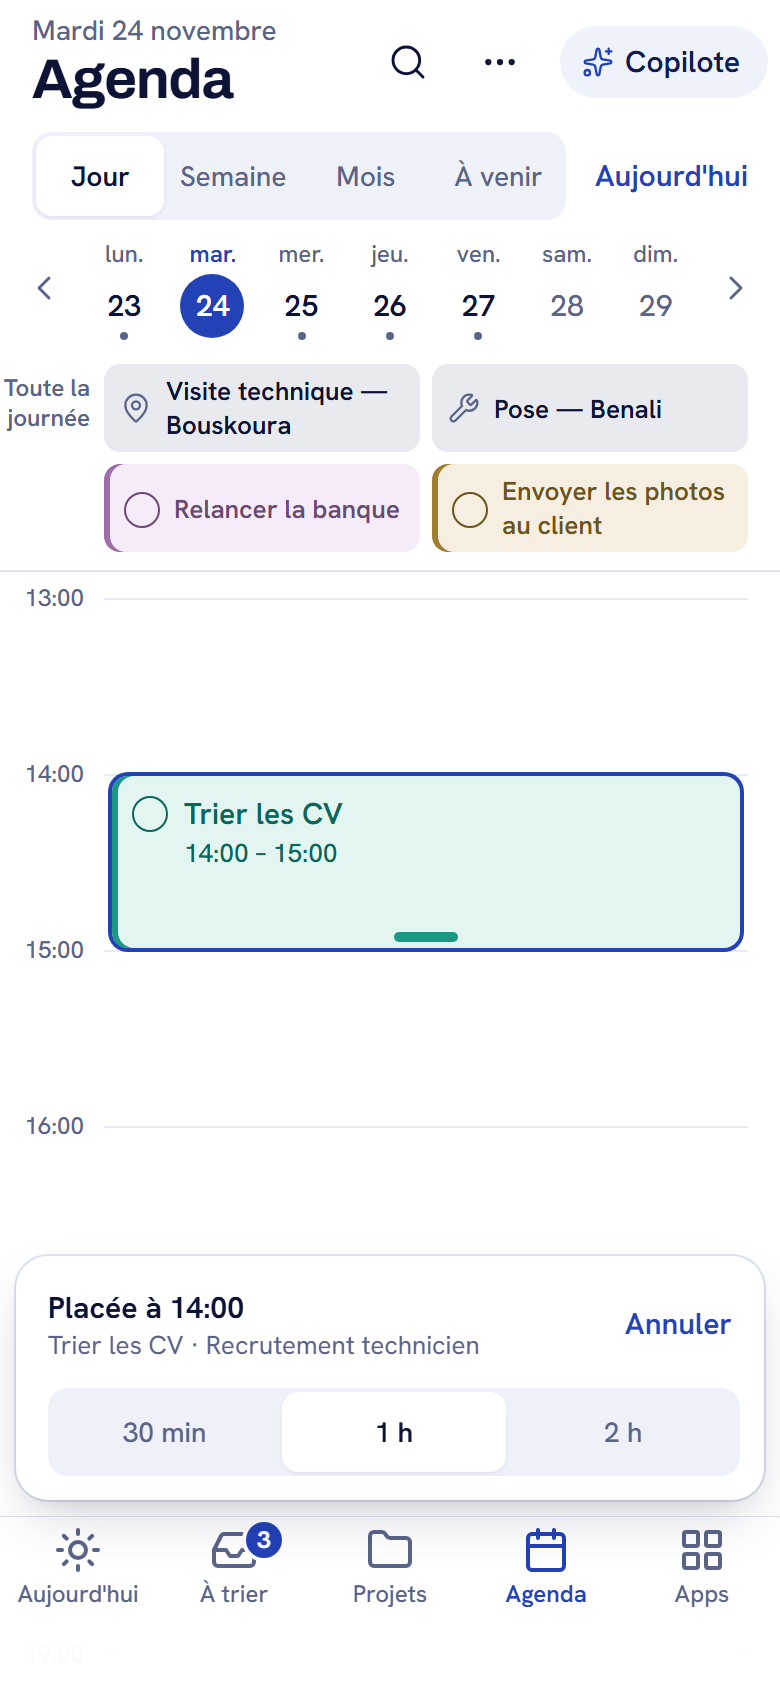 Mardi 24 novembre
Agenda
Copilote
Jour
Semaine
Mois
À venir
Aujourd'hui
lun.
mar.
mer.
jeu.
ven.
sam.
dim.
23
24
25
26
27
28
29
Toute la
journée
Visite technique —
Bouskoura
Pose — Benali
Relancer la banque
Envoyer les photos
au client
13:00
14:00
Trier les CV
14:00 – 15:00
15:00
16:00
Placée à 14:00
Trier les CV · Recrutement technicien
Annuler
30 min
1 h
2 h
3
Aujourd'hui
À trier
Projets
Agenda
Apps
19:00